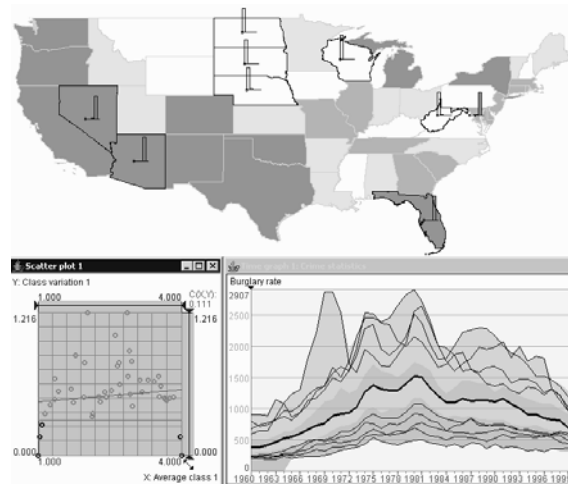 Scatter plot 1
Y: Class variation 1
1.000 4.000 C(X,Y):
0.111
1.216 1.216
0.000 0.000
1.000 4.000
X: Average class 1
Burglary rate
2907
2500
2000
1500
1000
500
0
1960 1963 1966 1969 1972 1975 1978 1981 1984 1987 1990 1993 1996 1999